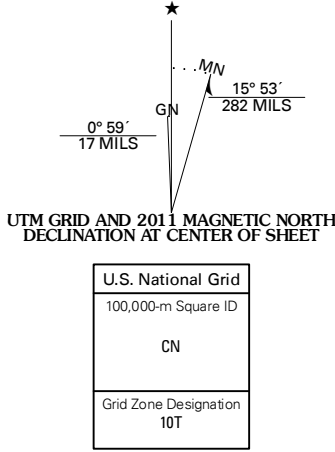 ★
MN
15° 53´
282 MILS
GN
0° 59´
17 MILS
UTM GRID AND 2011 MAGNETIC NORTH
DECLINATION AT CENTER OF SHEET
U.S. National Grid
100,000-m Square ID
CN
Grid Zone Designation
10T